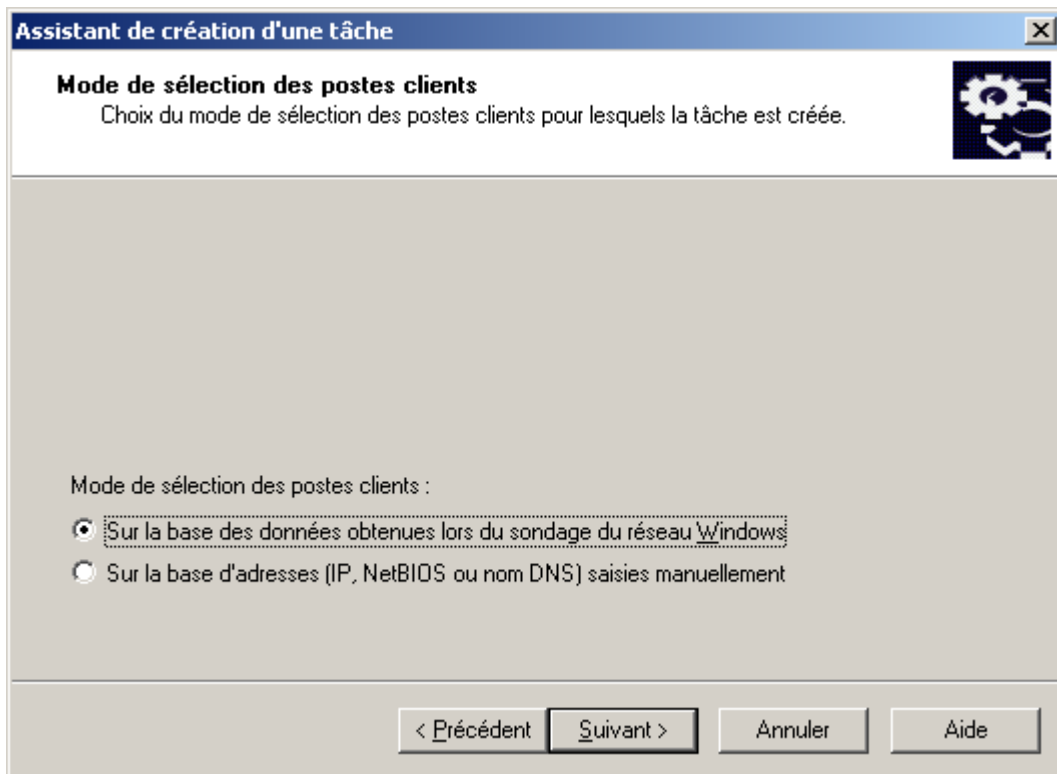 Assistant de création d'une tâche
Mode de sélection des postes clients
Choix du mode de sélection des postes clients pour lesquels la tâche est créée.
Mode de sélection des postes clients :
Sur la base des données obtenues lors du sondage du réseau Windows
Sur la base d'adresses (IP, NetBIOS ou nom DNS) saisies manuellement
< Précédent Suivant > Annuler Aide